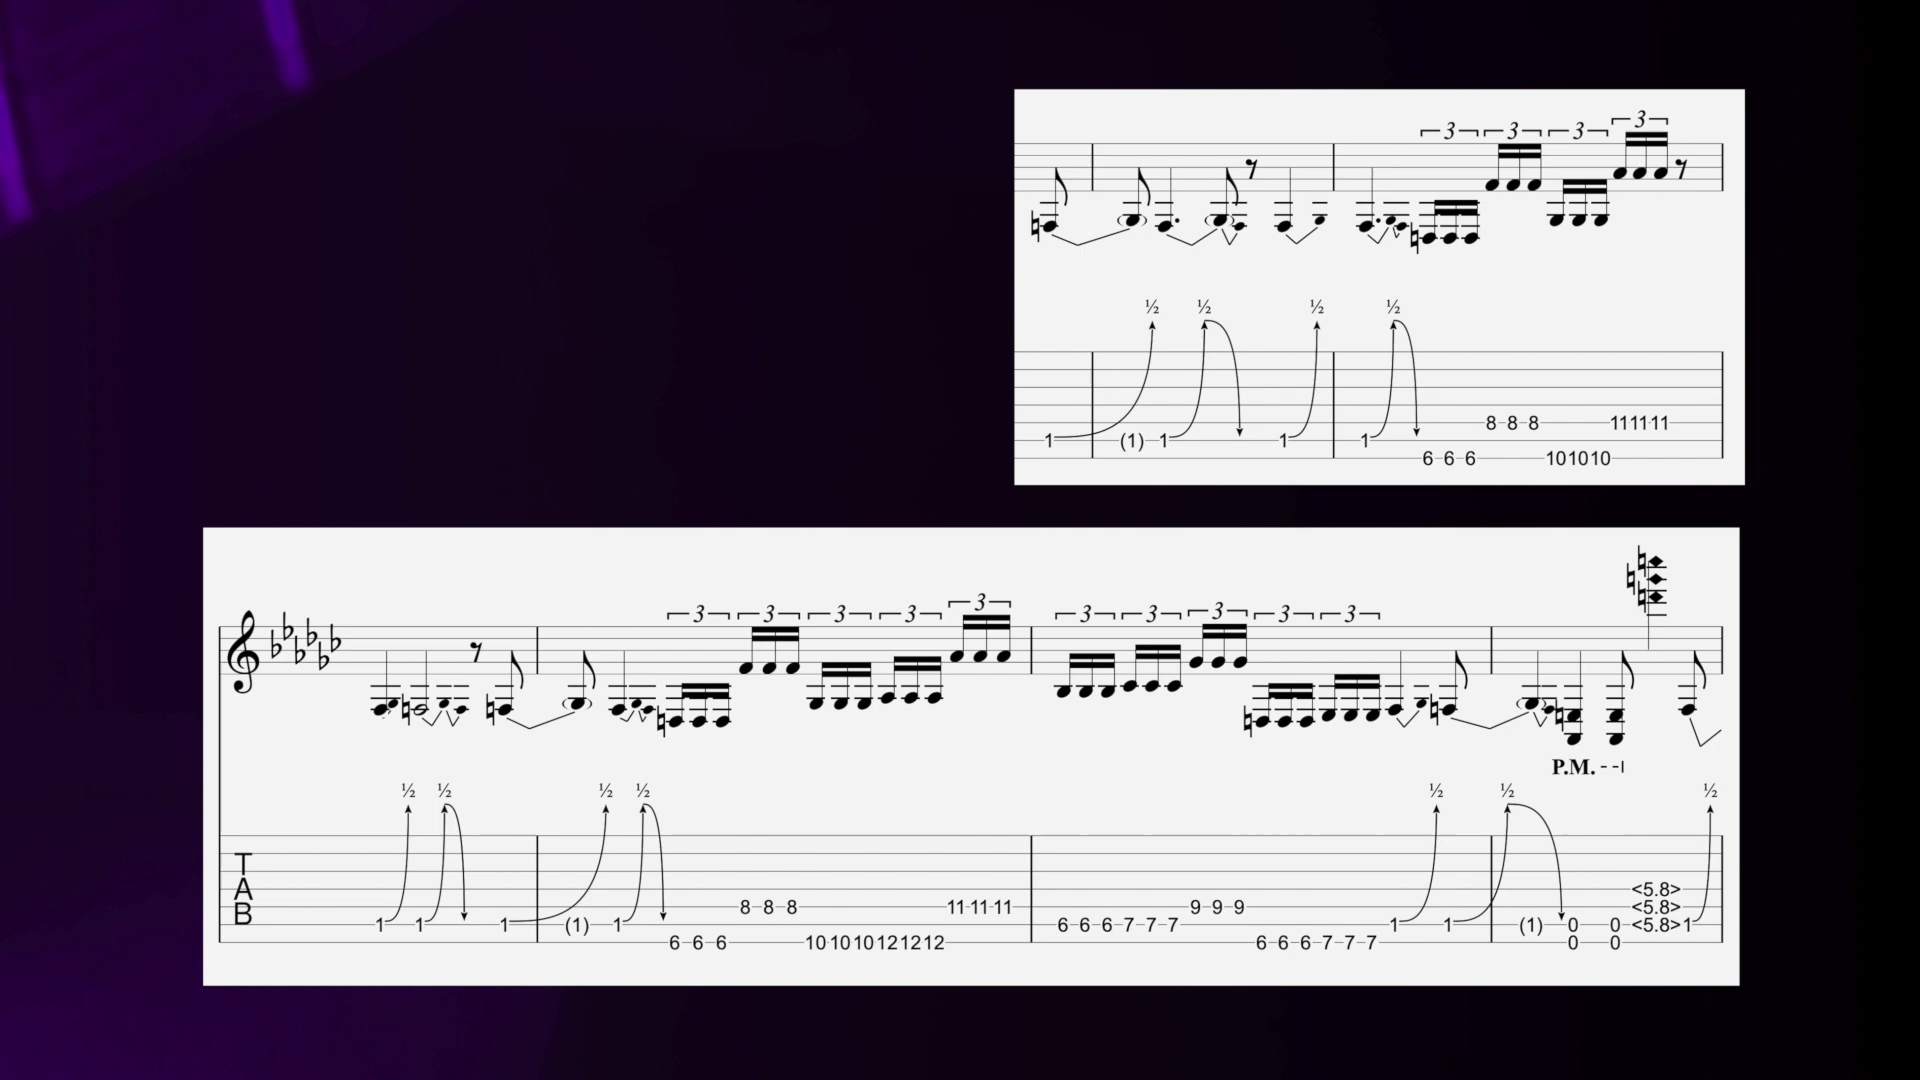 3 3 3 3
½ ½ ½ ½
8 8 8 11 11 11
1 (1) 1 1 1
6 6 6 10 10 10
3 3 3 3 3 3 3 3 3 3
P.M.
½ ½ ½ ½ ½ ½ ½
T
A <5.8>
B 8 8 8 11 11 11 9 9 9 <5.8>
1 1 1 (1) 1 6 6 6 7 7 7 1 1 (1) 0 0 <5.8> 1
6 6 6 10 10 10 12 12 12 6 6 6 7 7 7 0 0